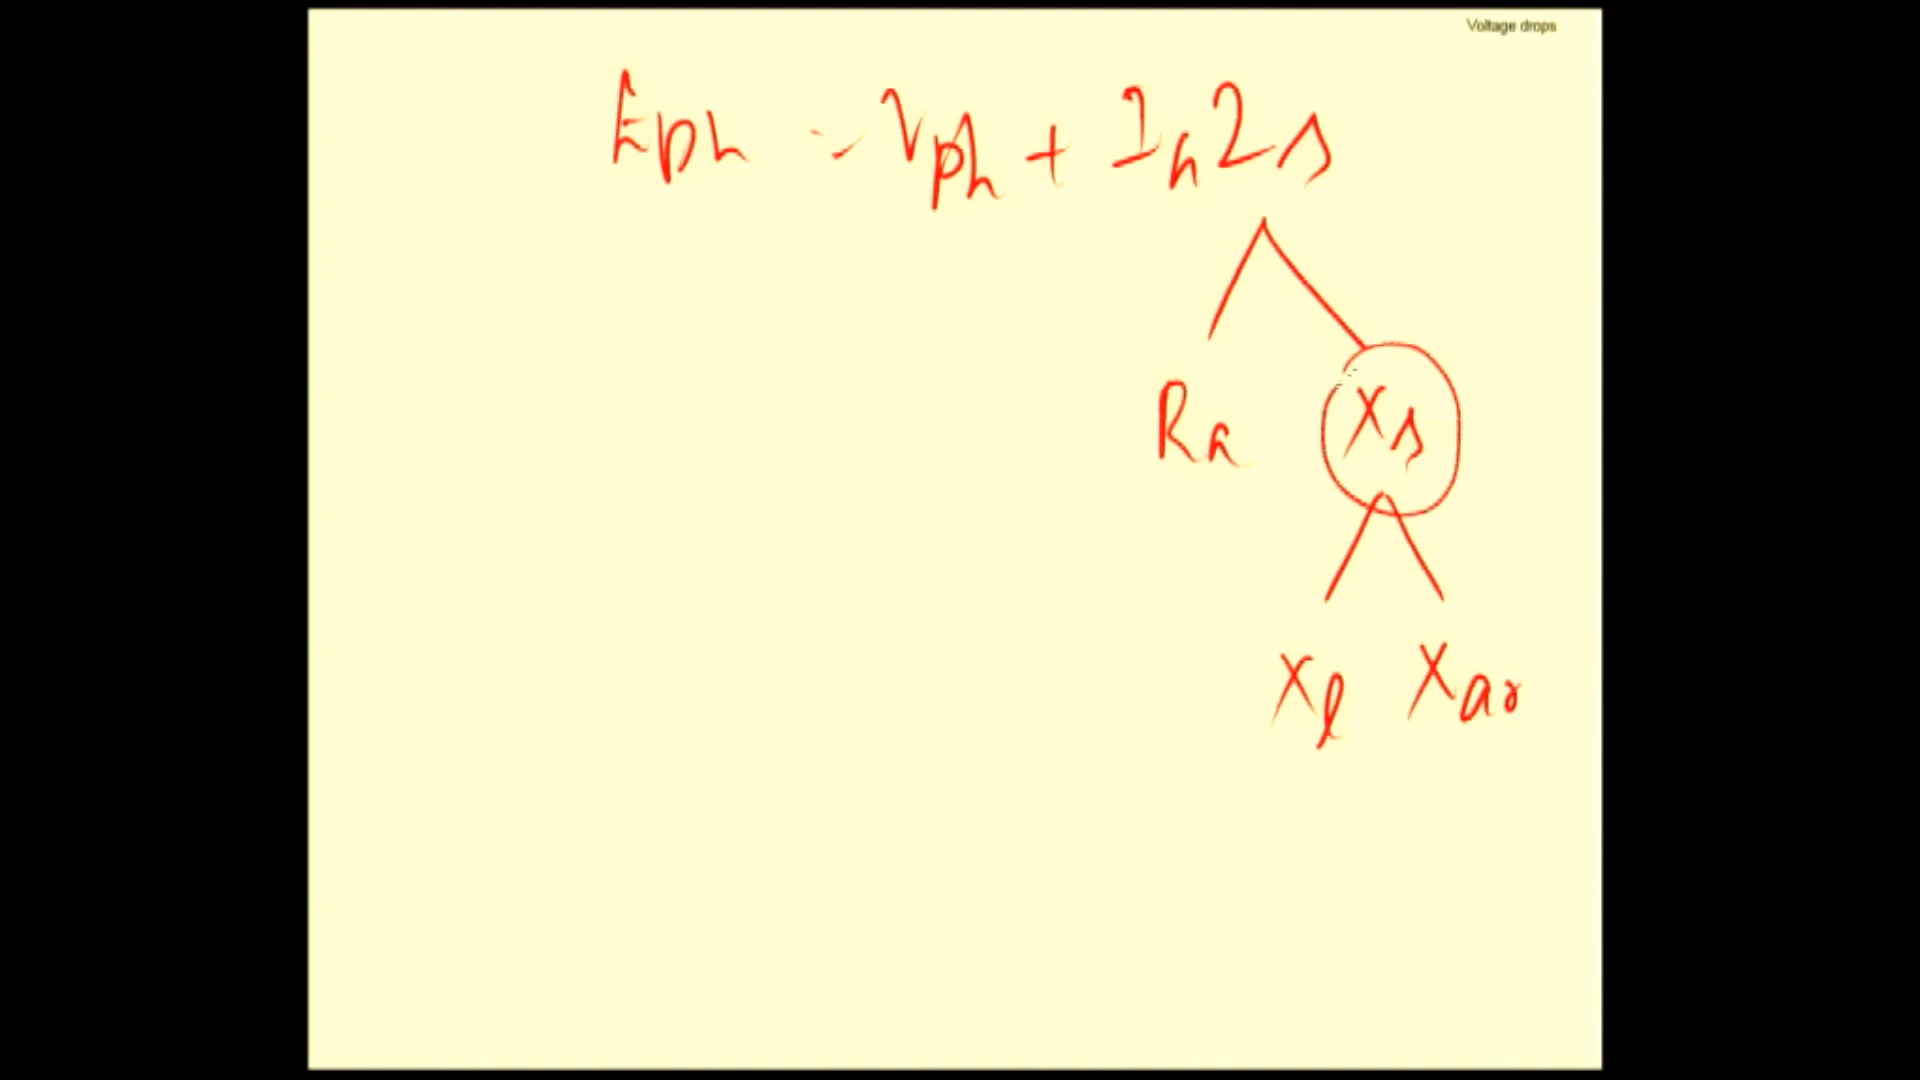 Voltage drops
Eph = Vph + IaZs
Ra Xs
Xl Xar